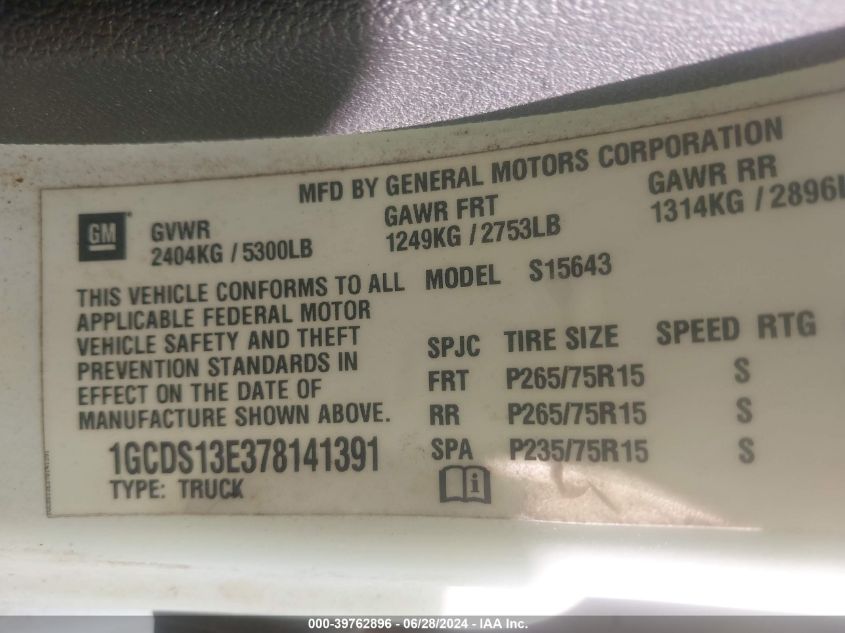 MFD BY GENERAL MOTORS CORPORATION
GM
GVWR GAWR FRT GAWR RR
2404KG / 5300LB 1249KG / 2753LB 1314KG / 2896L
THIS VEHICLE CONFORMS TO ALL
APPLICABLE FEDERAL MOTOR
VEHICLE SAFETY AND THEFT
PREVENTION STANDARDS IN
EFFECT ON THE DATE OF
MANUFACTURE SHOWN ABOVE.
1GCDS13E378141391
TYPE: TRUCK
MODEL S15643
SPJC TIRE SIZE SPEED RTG
FRT P265/75R15 S
RR P265/75R15 S
SPA P235/75R15 S
i
000-39762896 - 06/28/2024 - IAA Inc.